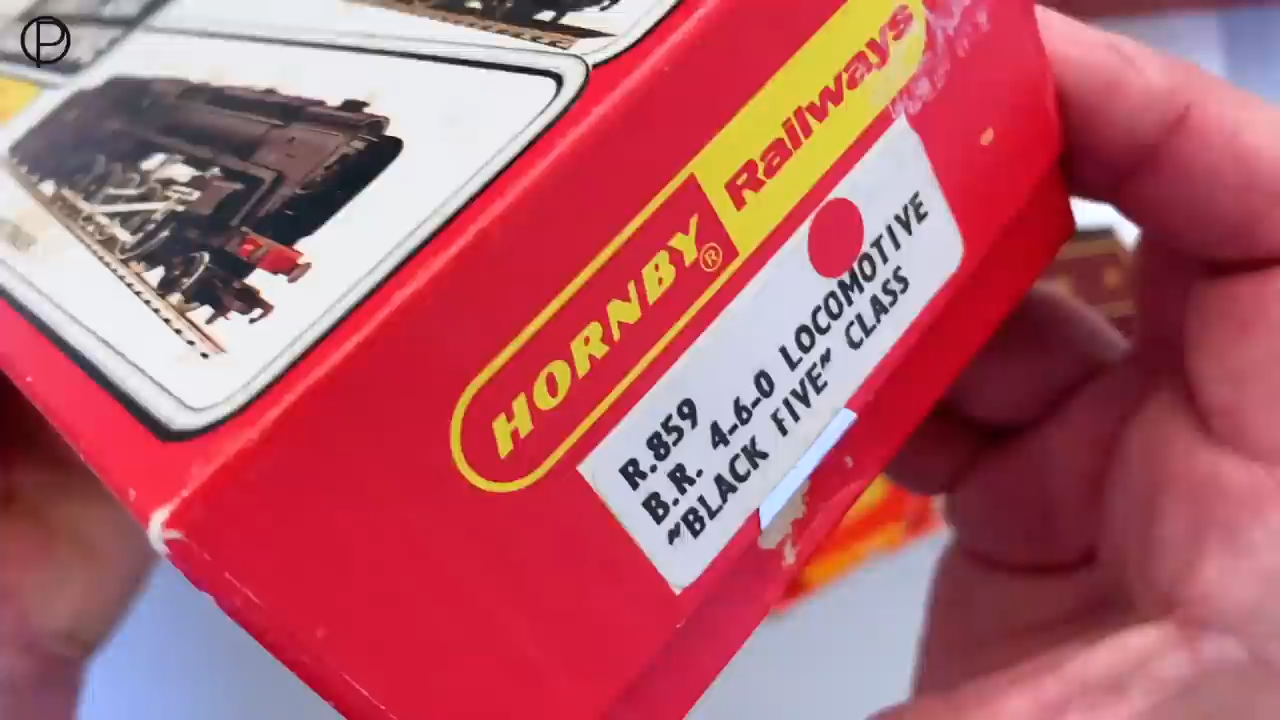 HORNBY® Railways
R.859
B.R. 4-6-0 LOCOMOTIVE
"BLACK FIVE" CLASS